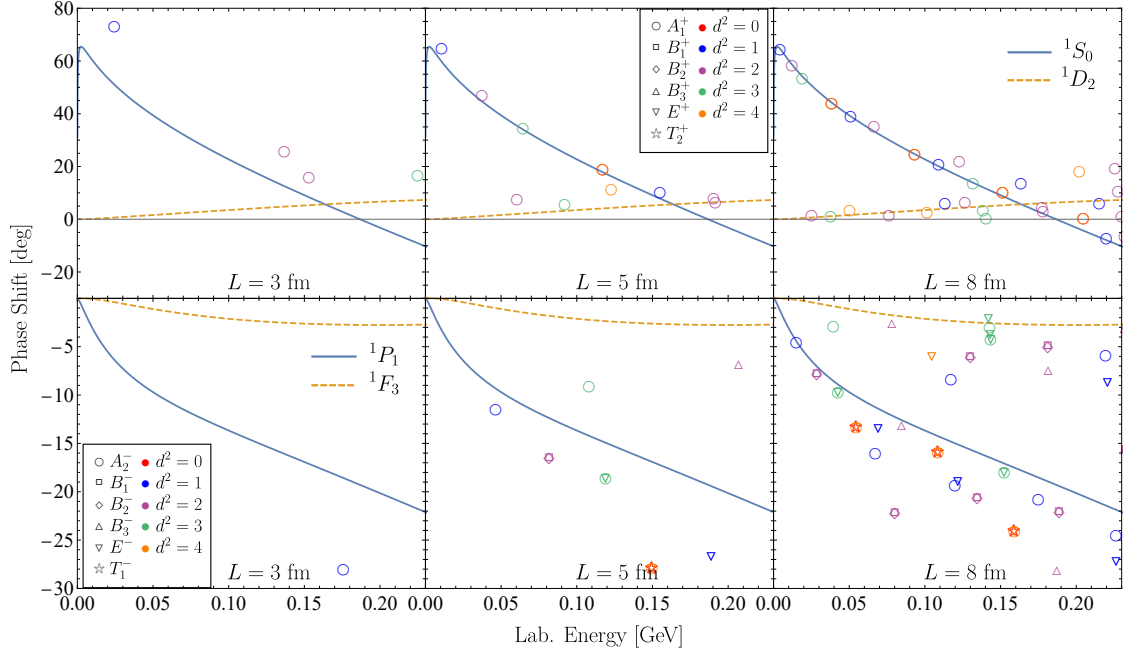 80
60
40
20
0
−20
A₁⁺ d² = 0
B₁⁺ d² = 1
B₂⁺ d² = 2
B₃⁺ d² = 3
E⁺ d² = 4
T₂⁺
¹S₀
¹D₂
L = 3 fm
L = 5 fm
L = 8 fm
Phase Shift [deg]
−5
−10
−15
−20
−25
−30
¹P₁
¹F₃
A₂⁻ d² = 0
B₁⁻ d² = 1
B₂⁻ d² = 2
B₃⁻ d² = 3
E⁻ d² = 4
T₁⁻
L = 3 fm
L = 5 fm
L = 8 fm
0.00 0.05 0.10 0.15 0.20 0.00 0.05 0.10 0.15 0.20 0.00 0.05 0.10 0.15 0.20
Lab. Energy [GeV]